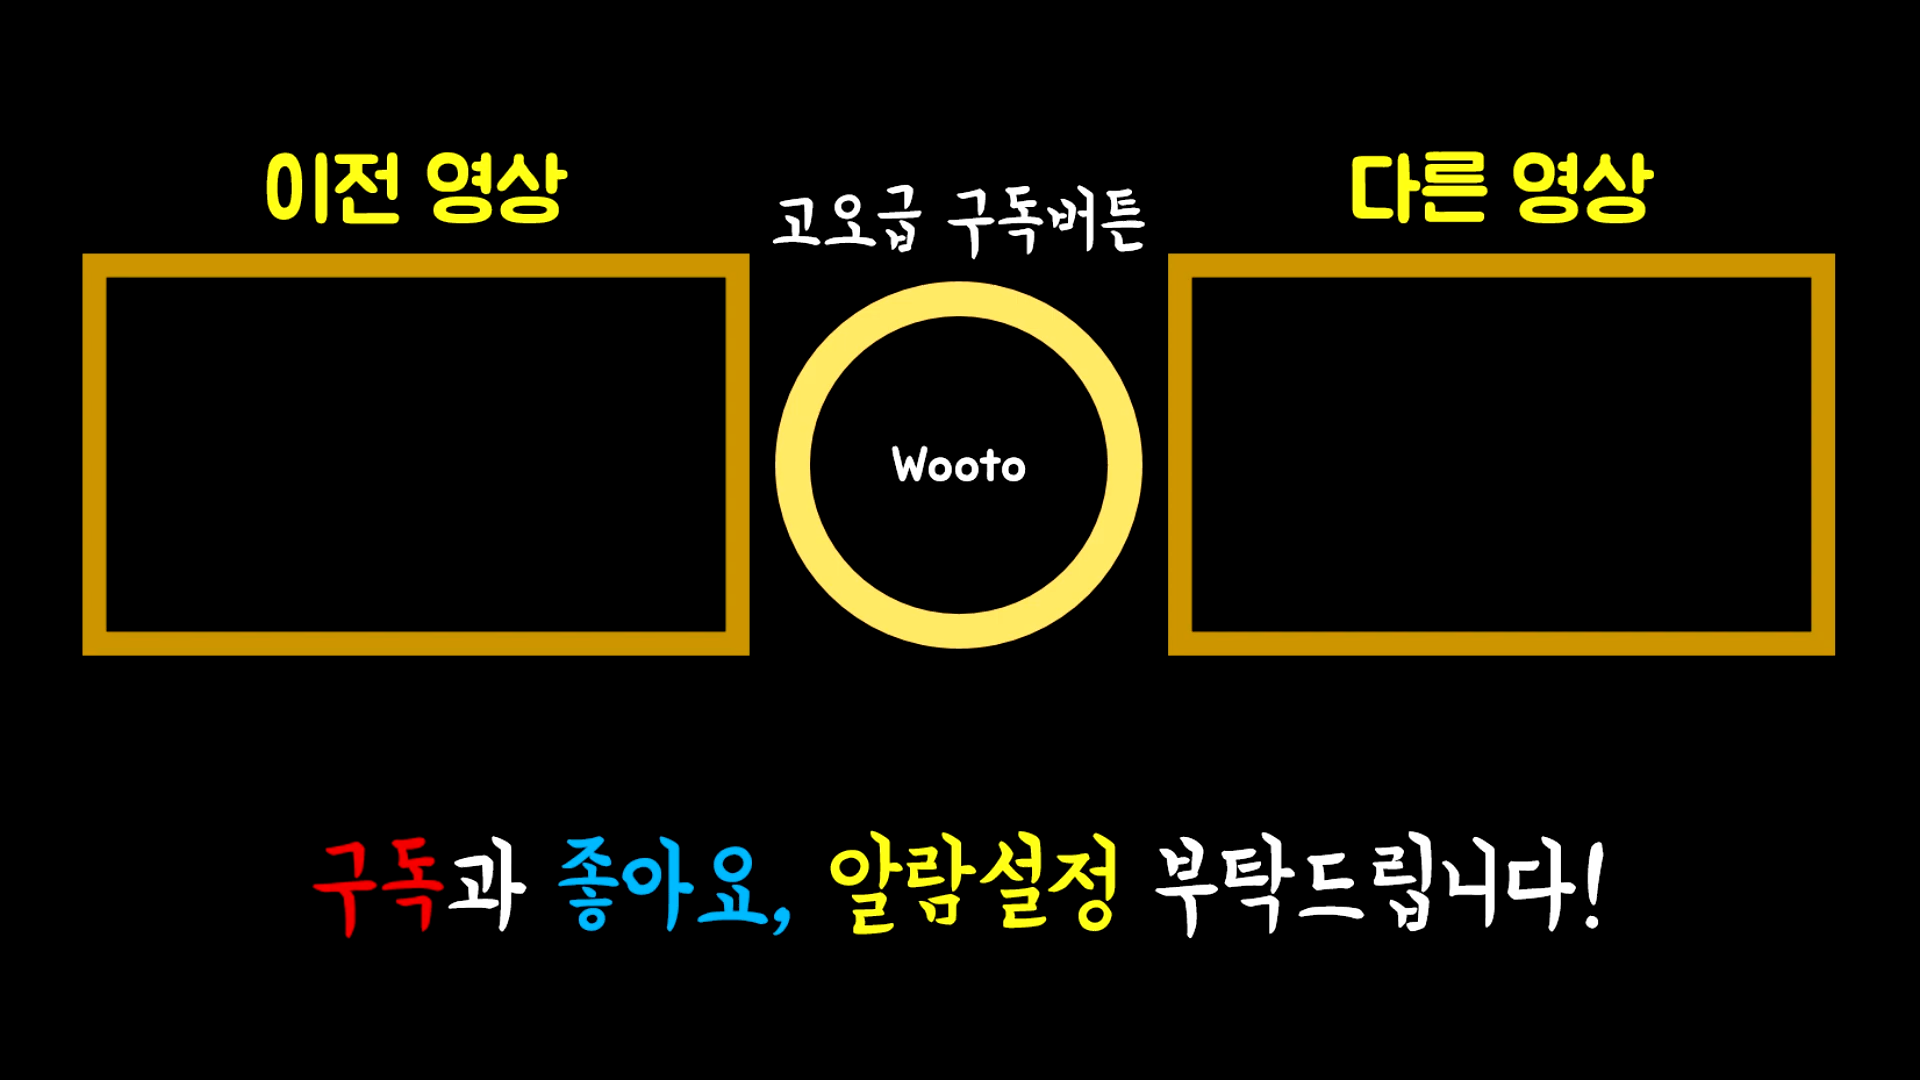 이전 영상
고오급 구독버튼
다른 영상
Wooto
구독과 좋아요, 알람설정 부탁드립니다!